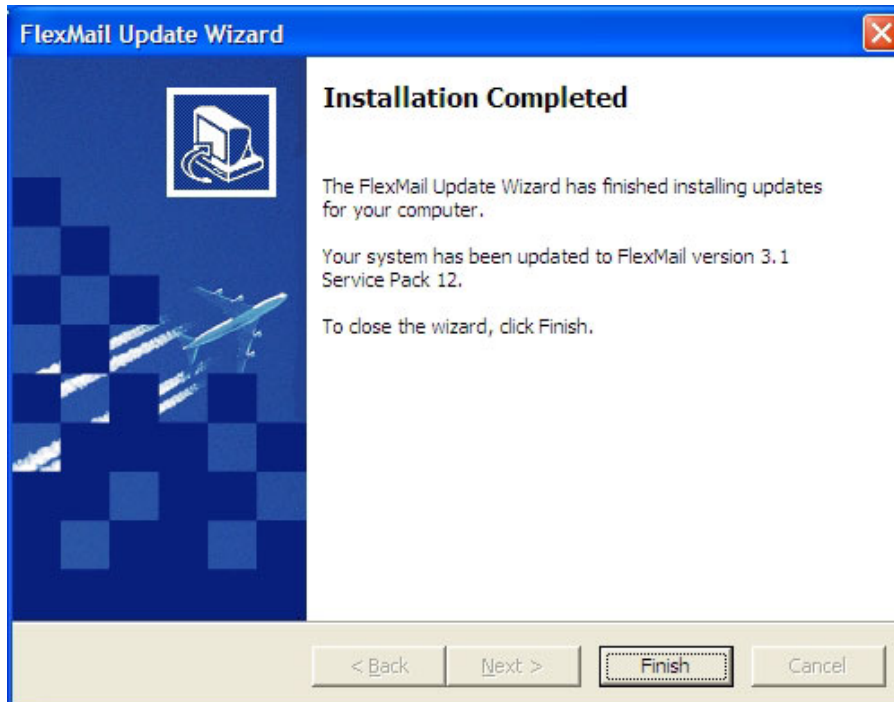 FlexMail Update Wizard
Installation Completed
The FlexMail Update Wizard has finished installing updates
for your computer.
Your system has been updated to FlexMail version 3.1
Service Pack 12.
To close the wizard, click Finish.
< Back Next > Finish Cancel